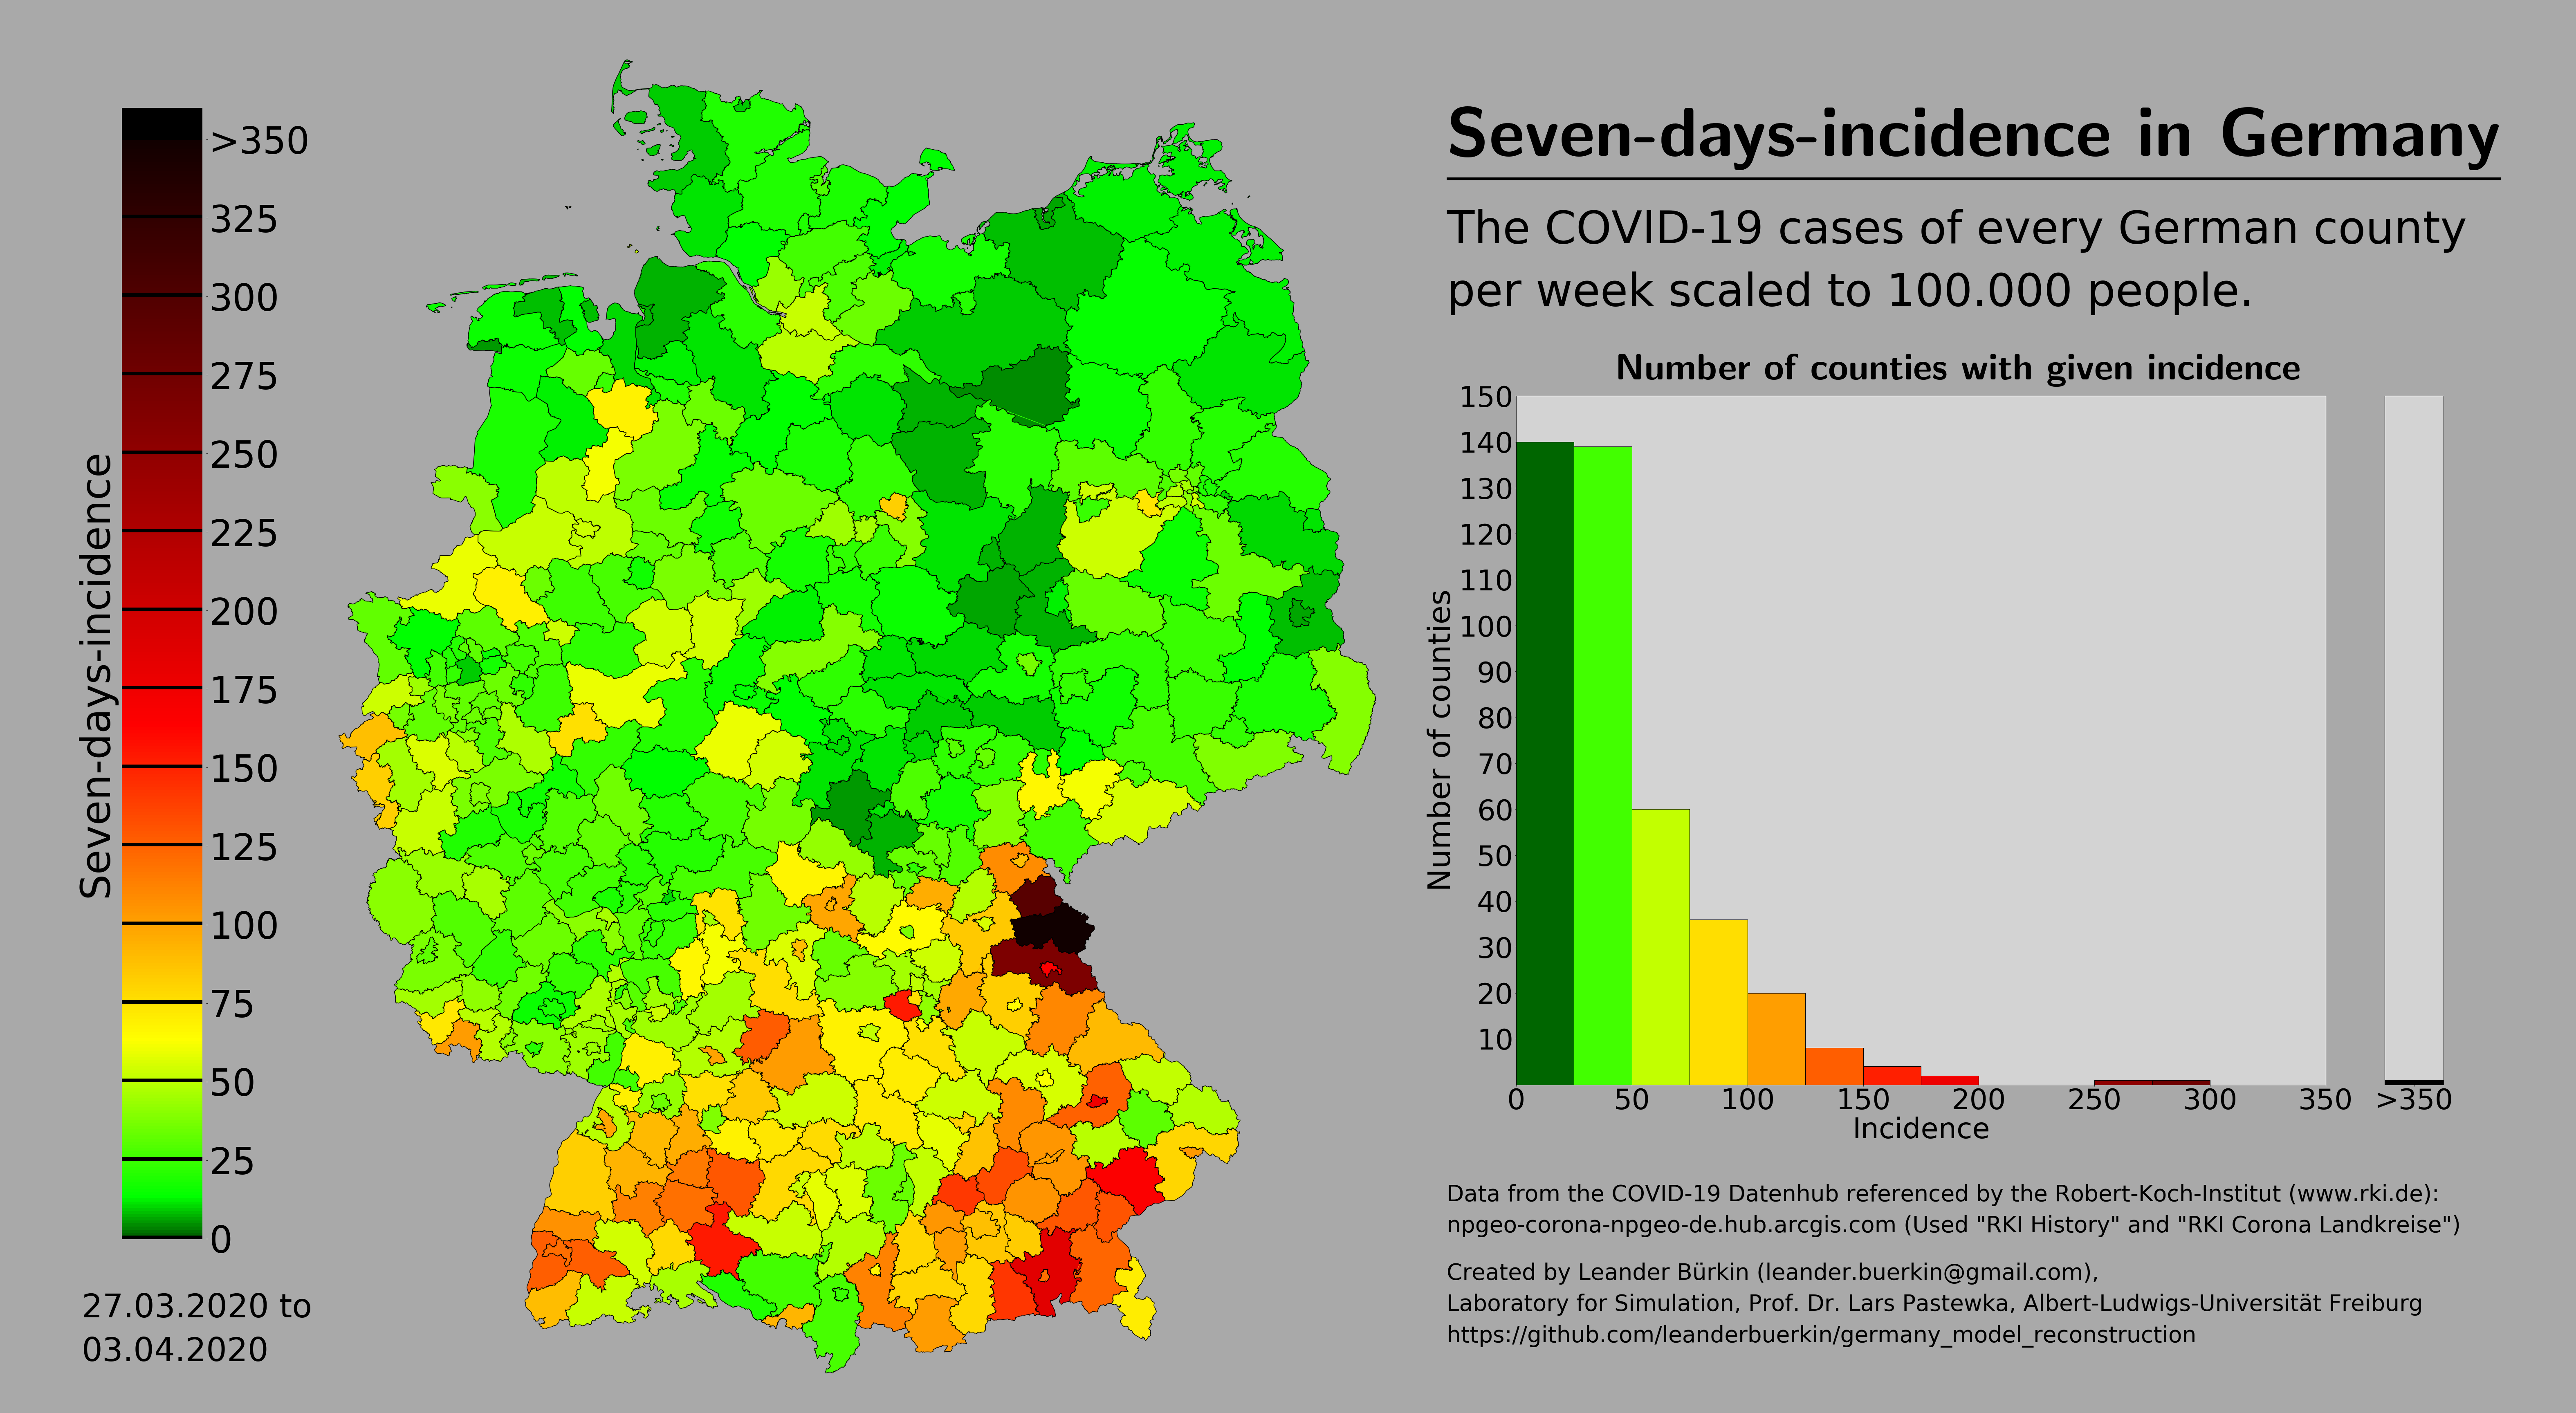 Seven-days-incidence in Germany
The COVID-19 cases of every German county
per week scaled to 100.000 people.
Seven-days-incidence
>350
325
300
275
250
225
200
175
150
125
100
75
50
25
0
27.03.2020 to
03.04.2020
Number of counties with given incidence
Number of counties
150
140
130
120
110
100
90
80
70
60
50
40
30
20
10
0 50 100 150 200 250 300 350 >350
Incidence
Data from the COVID-19 Datenhub referenced by the Robert-Koch-Institut (www.rki.de):
npgeo-corona-npgeo-de.hub.arcgis.com (Used "RKI History" and "RKI Corona Landkreise")
Created by Leander Bürkin (leander.buerkin@gmail.com),
Laboratory for Simulation, Prof. Dr. Lars Pastewka, Albert-Ludwigs-Universität Freiburg
https://github.com/leanderbuerkin/germany_model_reconstruction